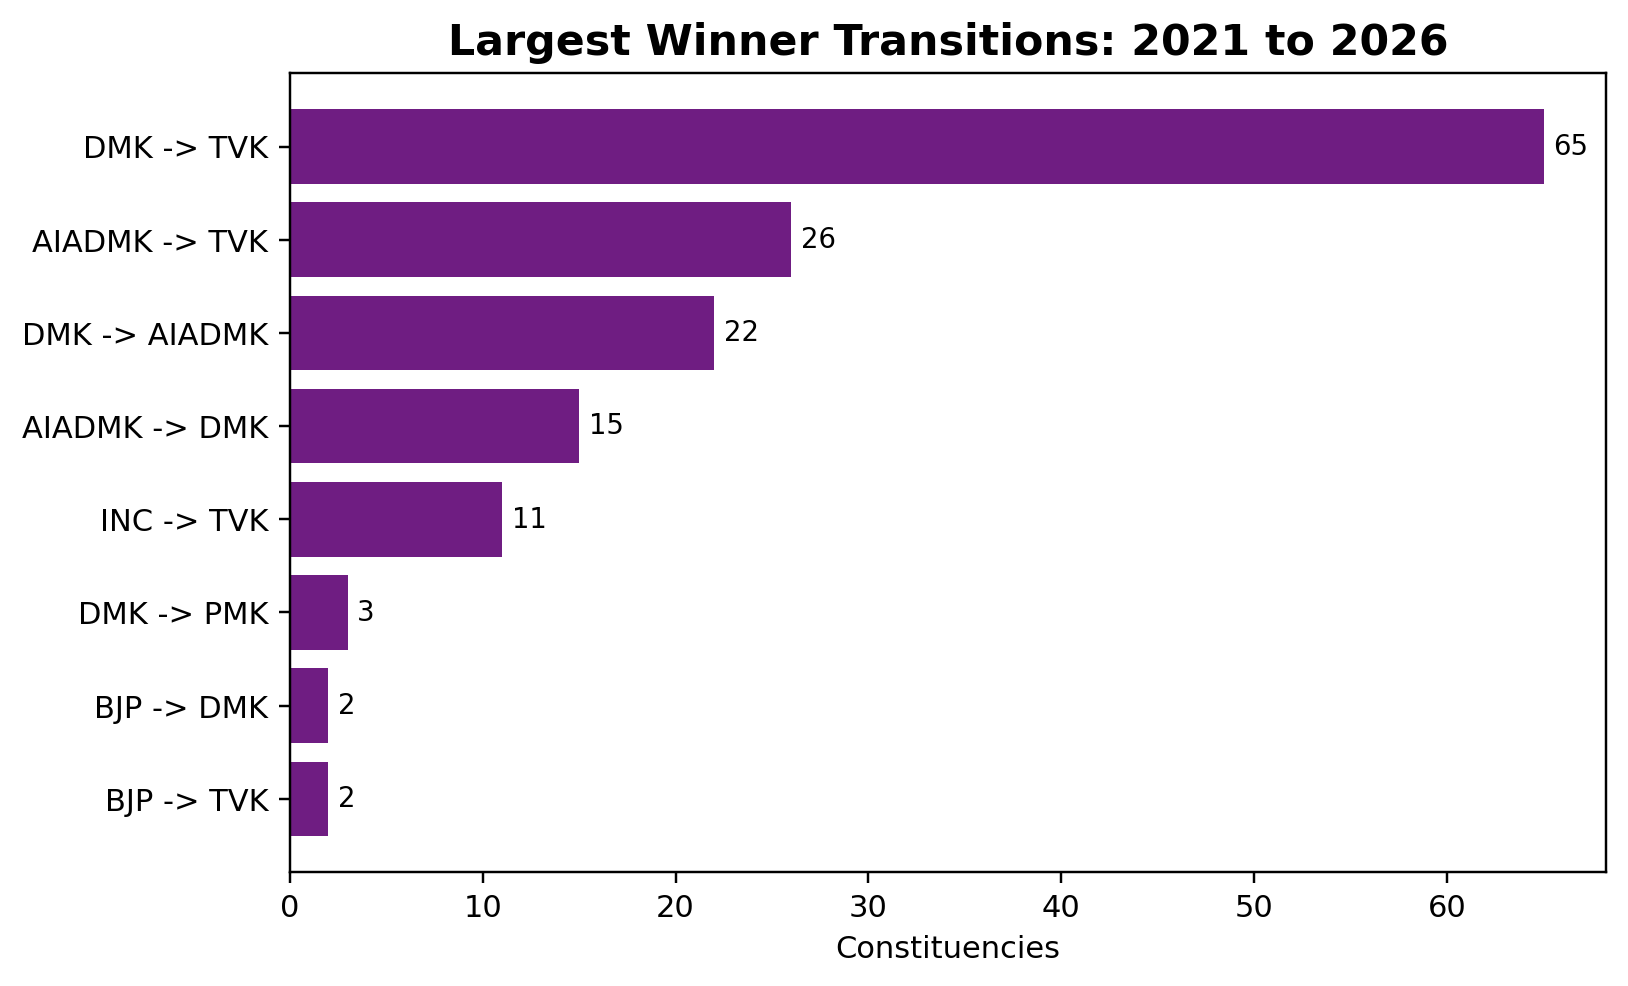 Largest Winner Transitions: 2021 to 2026
DMK -> TVK 65
AIADMK -> TVK 26
DMK -> AIADMK 22
AIADMK -> DMK 15
INC -> TVK 11
DMK -> PMK 3
BJP -> DMK 2
BJP -> TVK 2
0 10 20 30 40 50 60
Constituencies